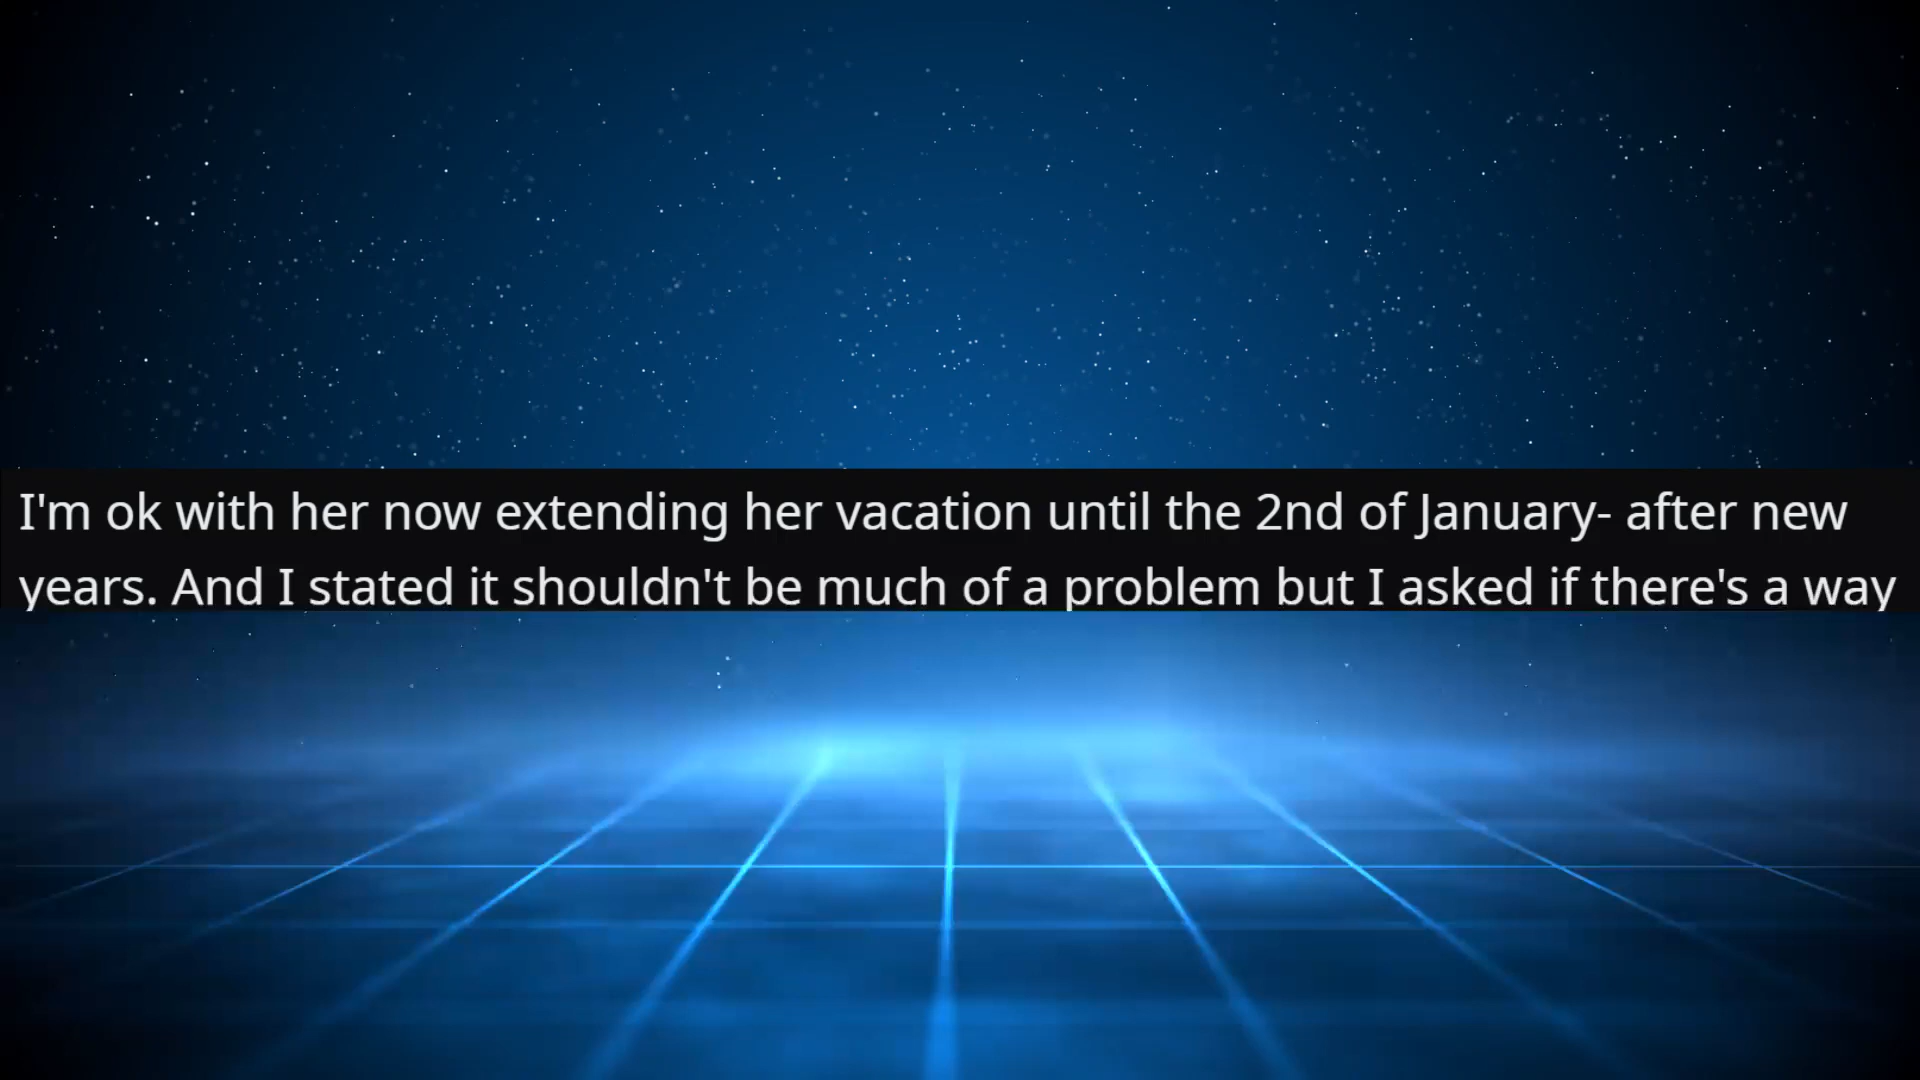 I'm ok with her now extending her vacation until the 2nd of January- after new
years. And I stated it shouldn't be much of a problem but I asked if there's a way